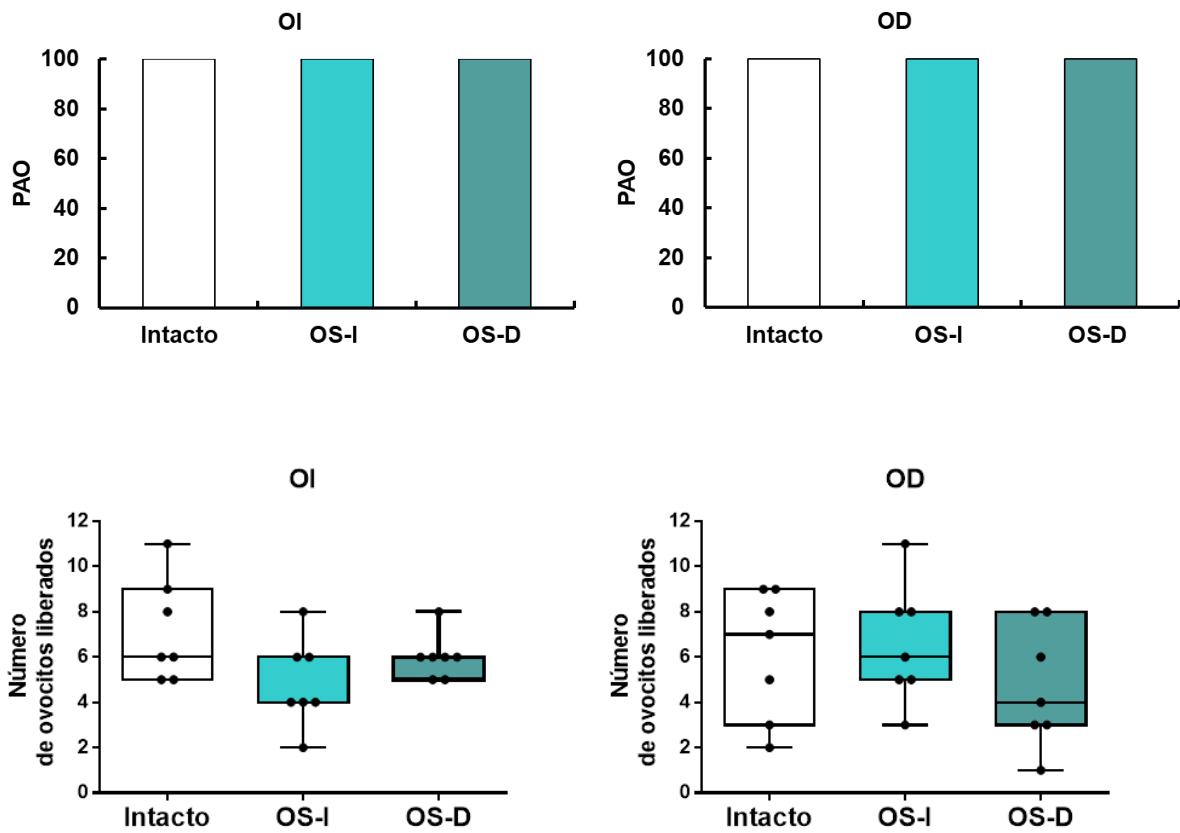 OI
PAO
100
80
60
40
20
0
Intacto OS-I OS-D
OD
PAO
100
80
60
40
20
0
Intacto OS-I OS-D
OI
Número
de ovocitos liberados
12
10
8
6
4
2
0
Intacto OS-I OS-D
OD
Número
de ovocitos liberados
12
10
8
6
4
2
0
Intacto OS-I OS-D